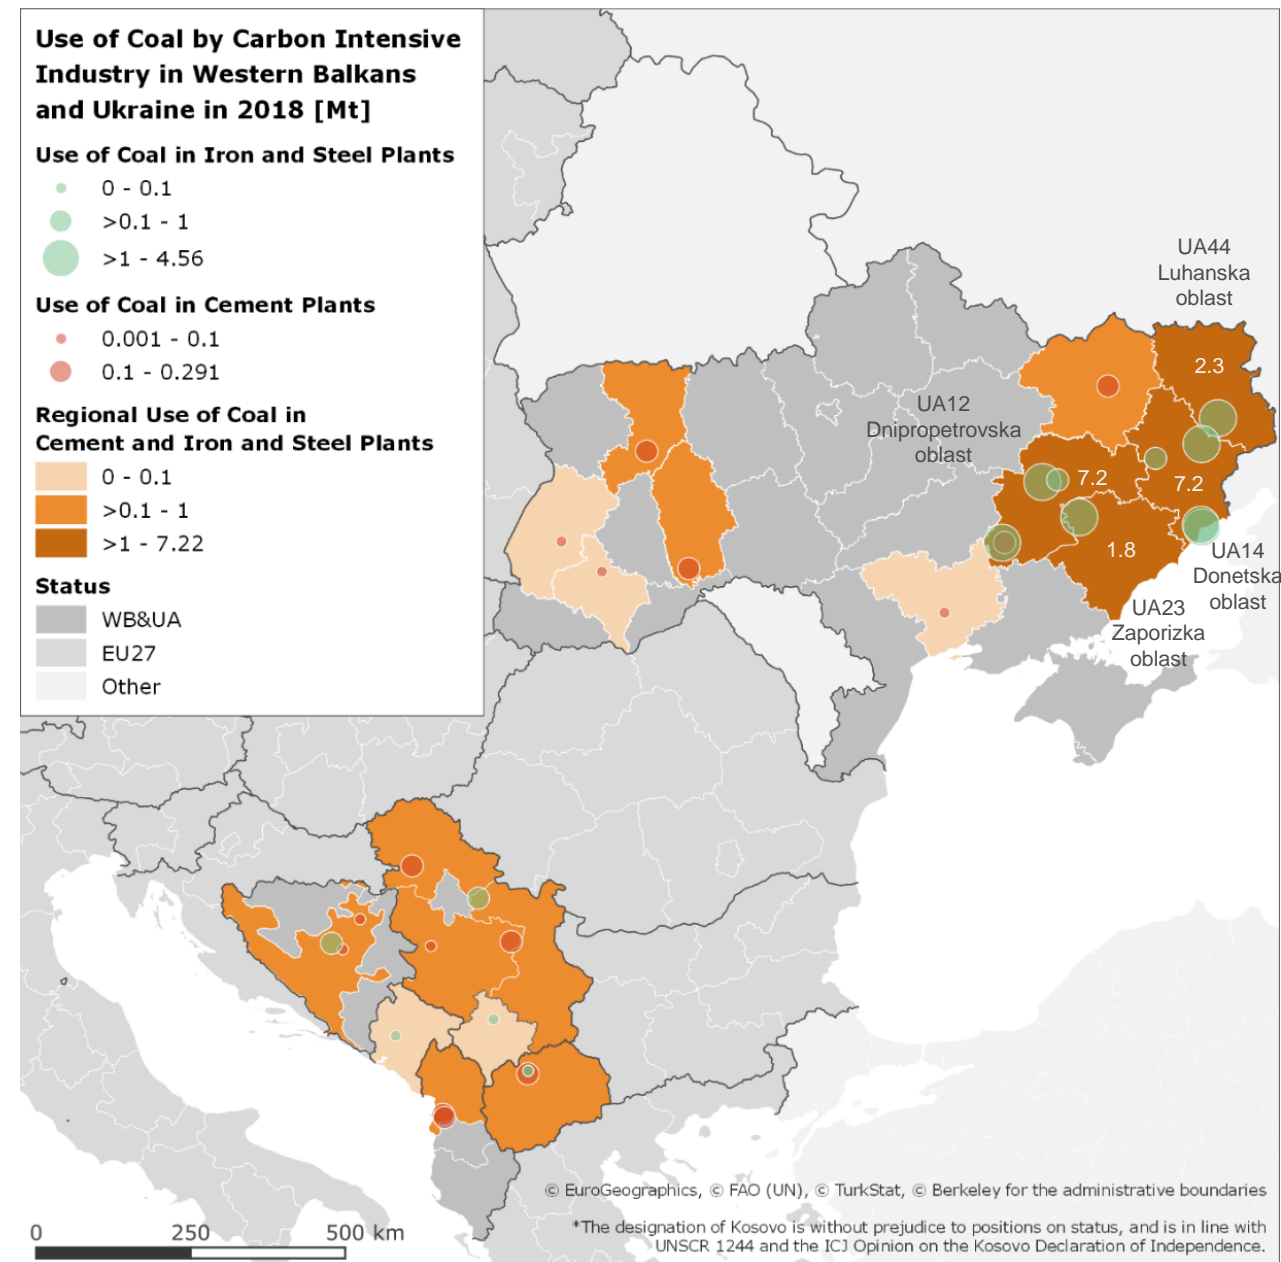 Use of Coal by Carbon Intensive
Industry in Western Balkans
and Ukraine in 2018 [Mt]
Use of Coal in Iron and Steel Plants
0 - 0.1
>0.1 - 1
>1 - 4.56
Use of Coal in Cement Plants
0.001 - 0.1
0.1 - 0.291
Regional Use of Coal in
Cement and Iron and Steel Plants
0 - 0.1
>0.1 - 1
>1 - 7.22
Status
WB&UA
EU27
Other
UA44
Luhanska
oblast
2.3
UA12
Dnipropetrovska
oblast
7.2
7.2
1.8
UA14
Donetska
oblast
UA23
Zaporizka
oblast
© EuroGeographics, © FAO (UN), © TurkStat, © Berkeley for the administrative boundaries
*The designation of Kosovo is without prejudice to positions on status, and is in line with
UNSCR 1244 and the ICJ Opinion on the Kosovo Declaration of Independence.
0 250 500 km